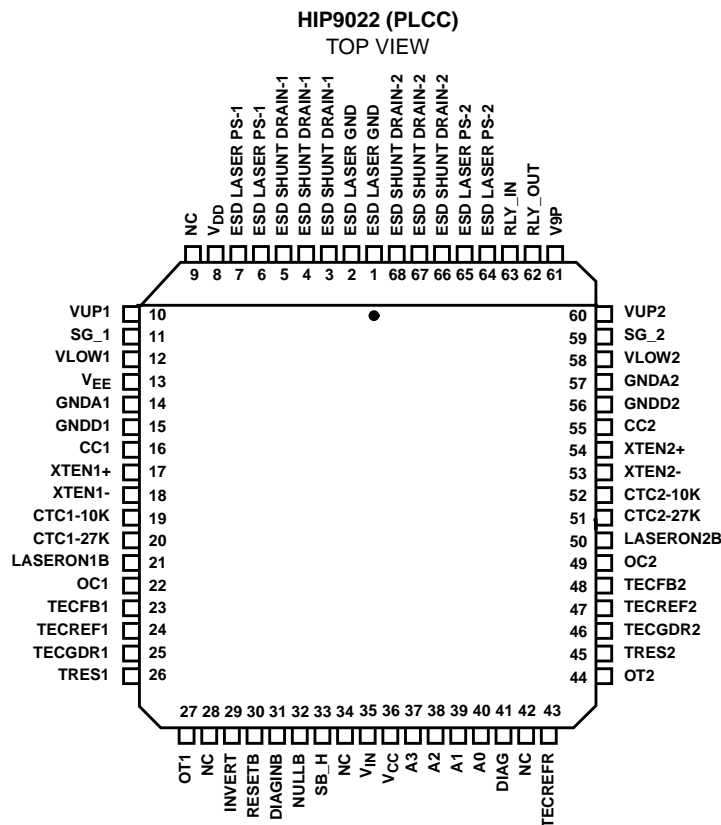 HIP9022 (PLCC)
TOP VIEW
NC
VDD
ESD LASER PS-1
ESD LASER PS-1
ESD SHUNT DRAIN-1
ESD SHUNT DRAIN-1
ESD SHUNT DRAIN-1
ESD LASER GND
ESD LASER GND
ESD SHUNT DRAIN-2
ESD SHUNT DRAIN-2
ESD SHUNT DRAIN-2
ESD LASER PS-2
ESD LASER PS-2
RLY_IN
RLY_OUT
V9P
9 8 7 6 5 4 3 2 1 68 67 66 65 64 63 62 61
VUP1 10 60 VUP2
SG_1 11 59 SG_2
VLOW1 12 58 VLOW2
VEE 13 57 GNDA2
GNDA1 14 56 GNDD2
GNDD1 15 55 CC2
CC1 16 54 XTEN2+
XTEN1+ 17 53 XTEN2-
XTEN1- 18 52 CTC2-10K
CTC1-10K 19 51 CTC2-27K
CTC1-27K 20 50 LASERON2B
LASERON1B 21 49 OC2
OC1 22 48 TECFB2
TECFB1 23 47 TECREF2
TECREF1 24 46 TECGDR2
TECGDR1 25 45 TRES2
TRES1 26 44 OT2
27 28 29 30 31 32 33 34 35 36 37 38 39 40 41 42 43
OT1
NC
INVERT
RESETB
DIAGINB
NULLB
SB_H
NC
VIN
VCC
A3
A2
A1
A0
DIAG
NC
TECREFR